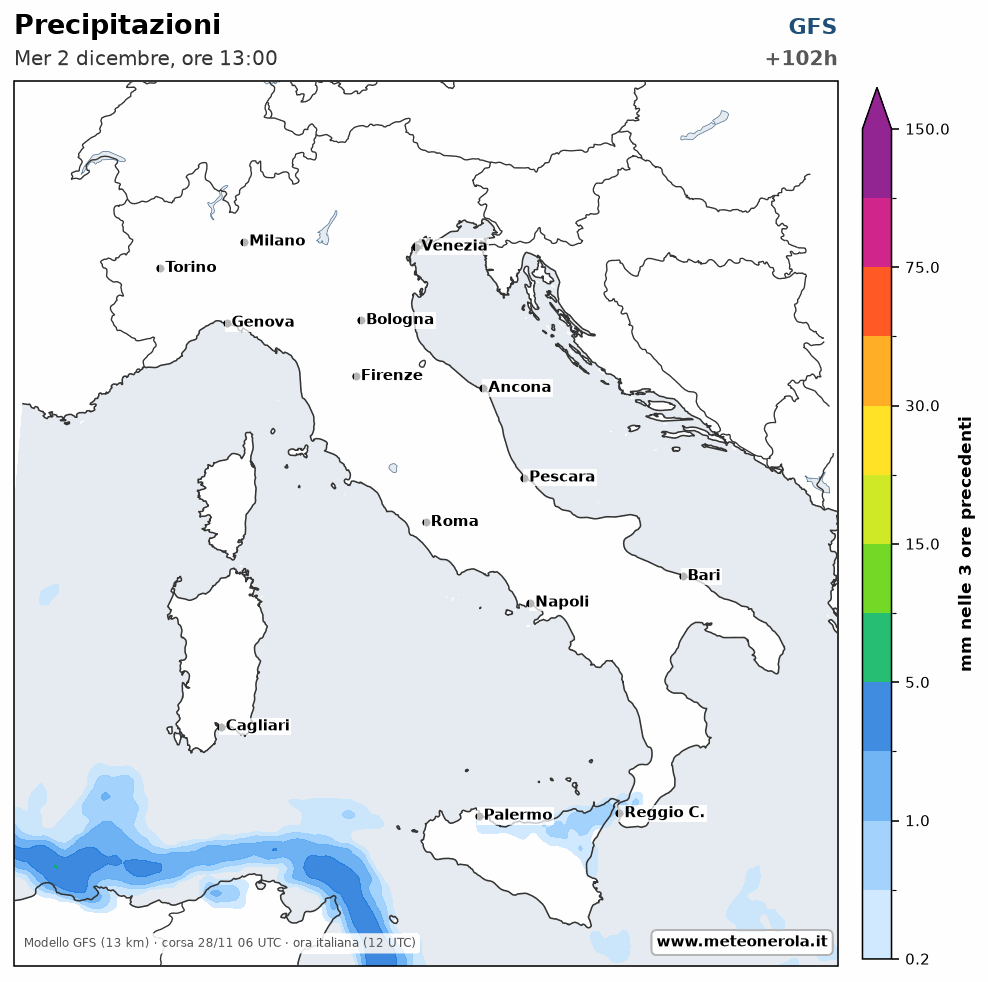 Precipitazioni
GFS
Mer 2 dicembre, ore 13:00
+102h
150.0
75.0
30.0
15.0
5.0
1.0
0.2
mm nelle 3 ore precedenti
Milano
Venezia
Torino
Genova
Bologna
Firenze
Ancona
Pescara
Roma
Bari
Napoli
Cagliari
Palermo
Reggio C.
Modello GFS (13 km) · corsa 28/11 06 UTC · ora italiana (12 UTC)
www.meteonerola.it